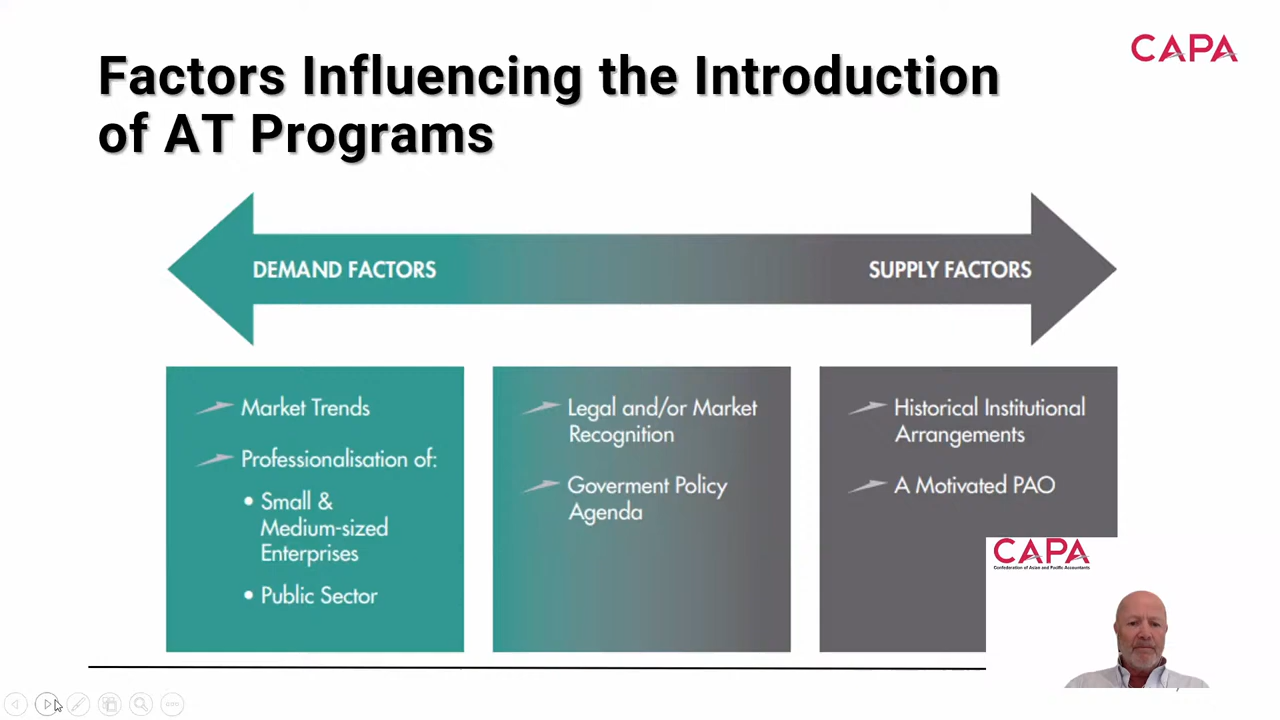 CAPA
Factors Influencing the Introduction
of AT Programs
DEMAND FACTORS
SUPPLY FACTORS
Market Trends
Professionalisation of:
• Small &
Medium-sized
Enterprises
• Public Sector
Legal and/or Market
Recognition
Goverment Policy
Agenda
Historical Institutional
Arrangements
A Motivated PAO
CAPA
Confederation of Asian and Pacific Accountants